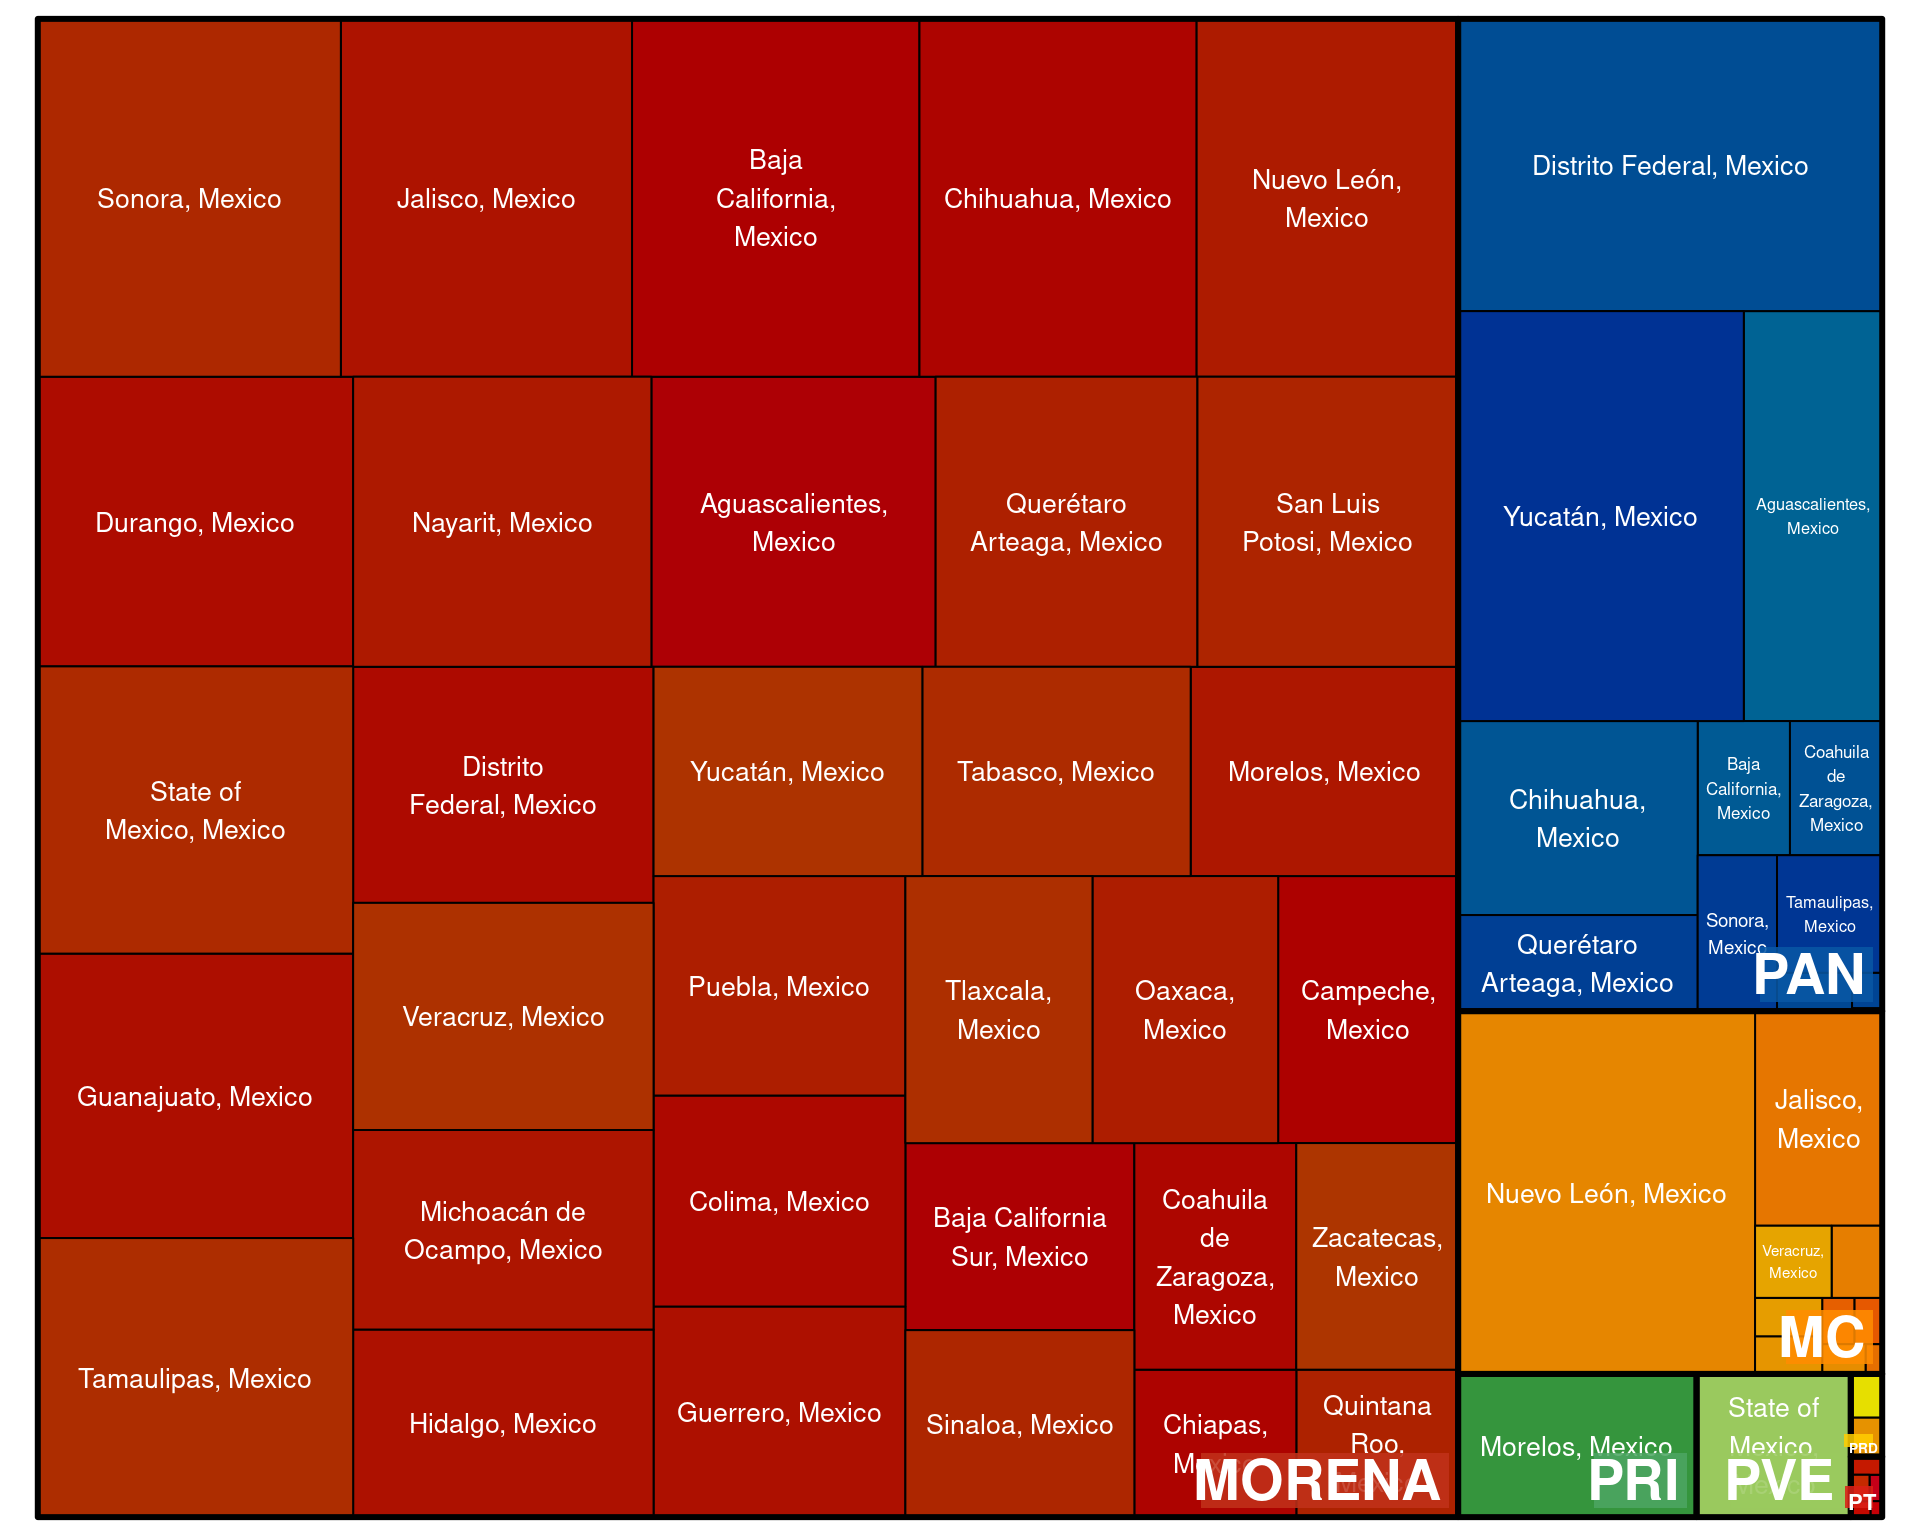 Sonora, Mexico
Jalisco, Mexico
Baja
California,
Mexico
Chihuahua, Mexico
Nuevo León,
Mexico
Distrito Federal, Mexico
Durango, Mexico
Nayarit, Mexico
Aguascalientes,
Mexico
Querétaro
Arteaga, Mexico
San Luis
Potosi, Mexico
Yucatán, Mexico
Aguascalientes,
Mexico
State of
Mexico, Mexico
Distrito
Federal, Mexico
Yucatán, Mexico
Tabasco, Mexico
Morelos, Mexico
Chihuahua,
Mexico
Baja
California,
Mexico
Coahuila
de
Zaragoza,
Mexico
Querétaro
Arteaga, Mexico
Sonora,
Mexico
Tamaulipas,
Mexico
PAN
Guanajuato, Mexico
Veracruz, Mexico
Puebla, Mexico
Tlaxcala,
Mexico
Oaxaca,
Mexico
Campeche,
Mexico
Michoacán de
Ocampo, Mexico
Colima, Mexico
Baja California
Sur, Mexico
Coahuila
de
Zaragoza,
Mexico
Zacatecas,
Mexico
Nuevo León, Mexico
Jalisco,
Mexico
Veracruz,
Mexico
MC
Tamaulipas, Mexico
Hidalgo, Mexico
Guerrero, Mexico
Sinaloa, Mexico
Chiapas,
Mexico
Quintana
Roo,
Mexico
MORENA
Morelos, Mexico
PRI
State of
Mexico,
Mexico
PVE
PRD
PT